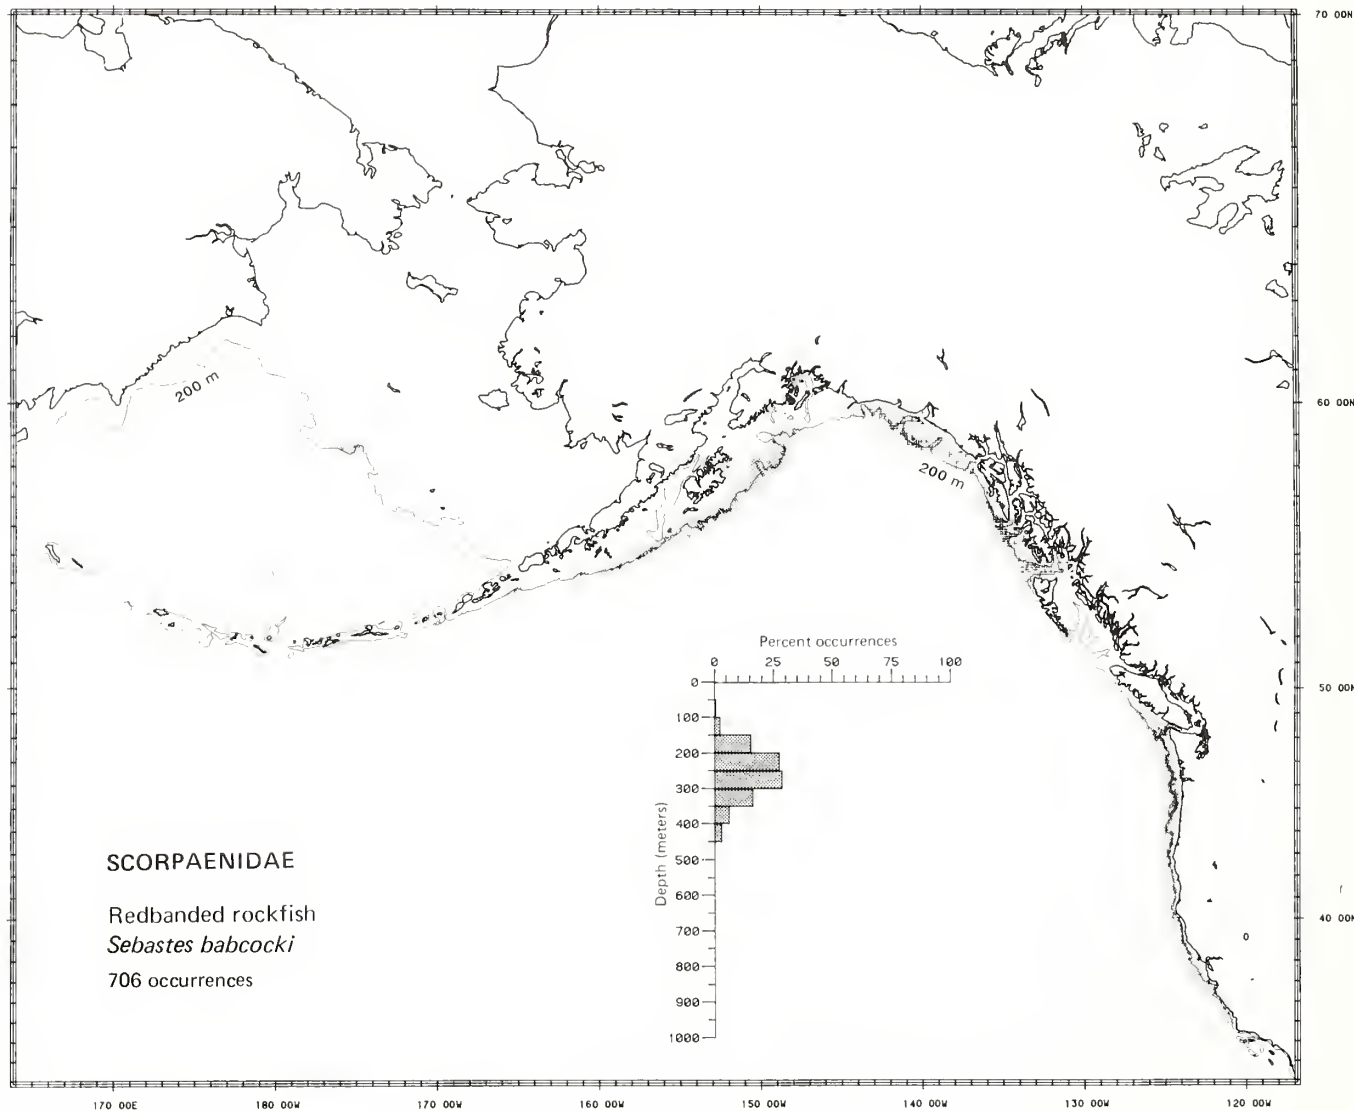 70 00N
200 m
60 00N
200 m
Percent occurrences
0 25 50 75 100
50 00N
0
100
200
300
400
500
600
700
800
900
1000
Depth (meters)
SCORPAENIDAE
Redbanded rockfish
Sebastes babcocki
706 occurrences
40 00N
170 00E 180 00W 170 00W 160 00W 150 00W 140 00W 130 00W 120 00W